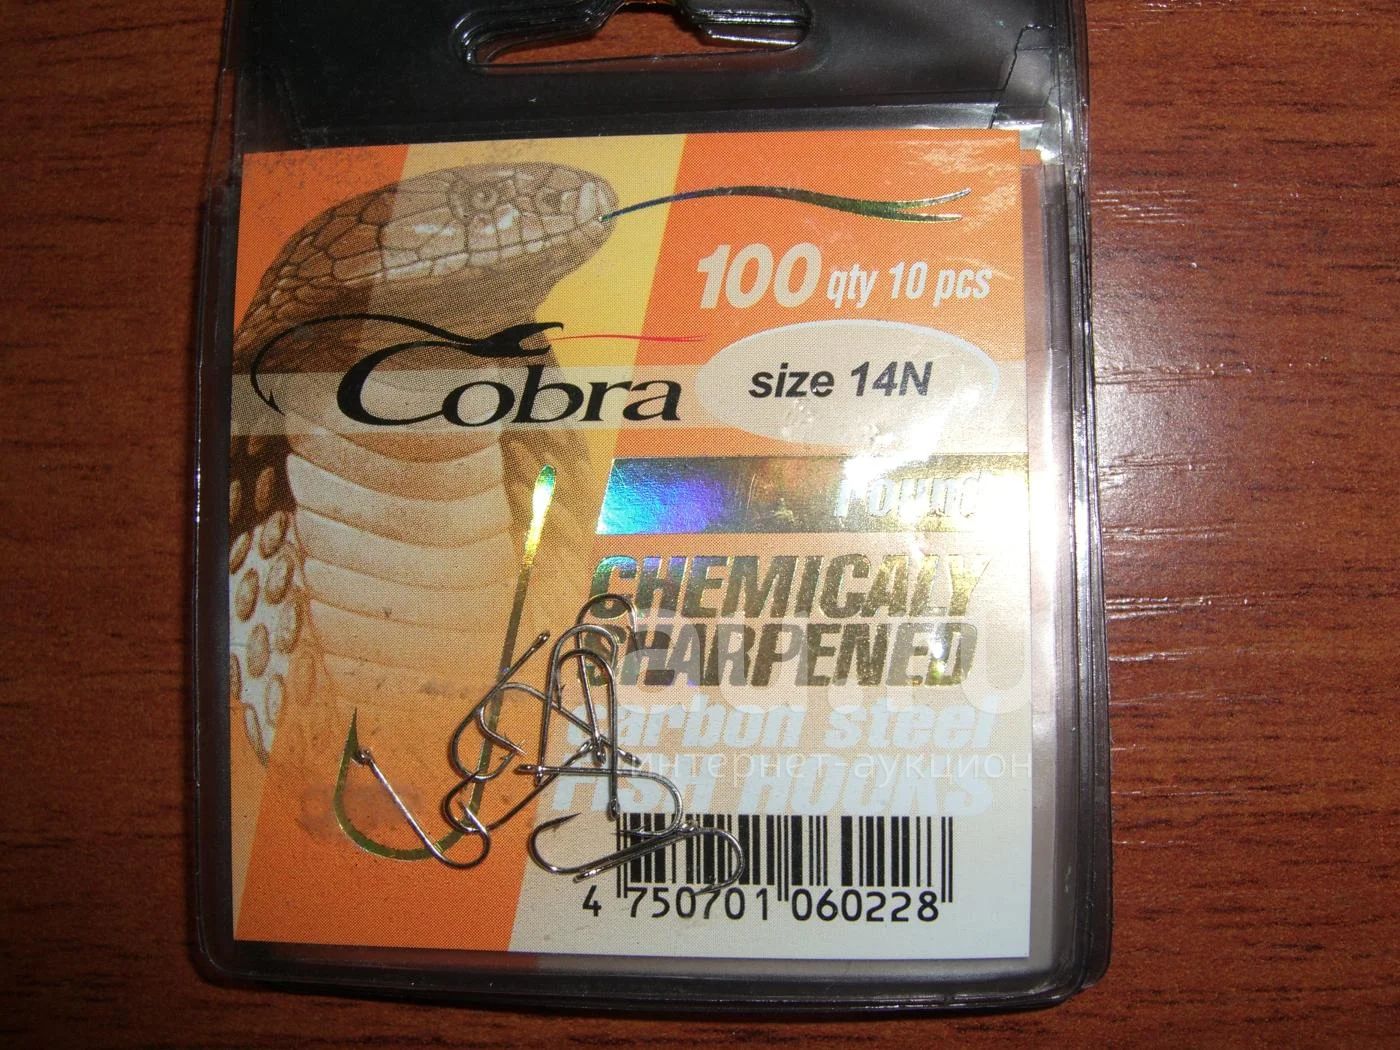 100 qty 10 pcs
Cobra
size 14N
Round
CHEMICALY
SHARPENED
carbon steel
интернет-аукцион
FISH HOOKS
4 750701 060228